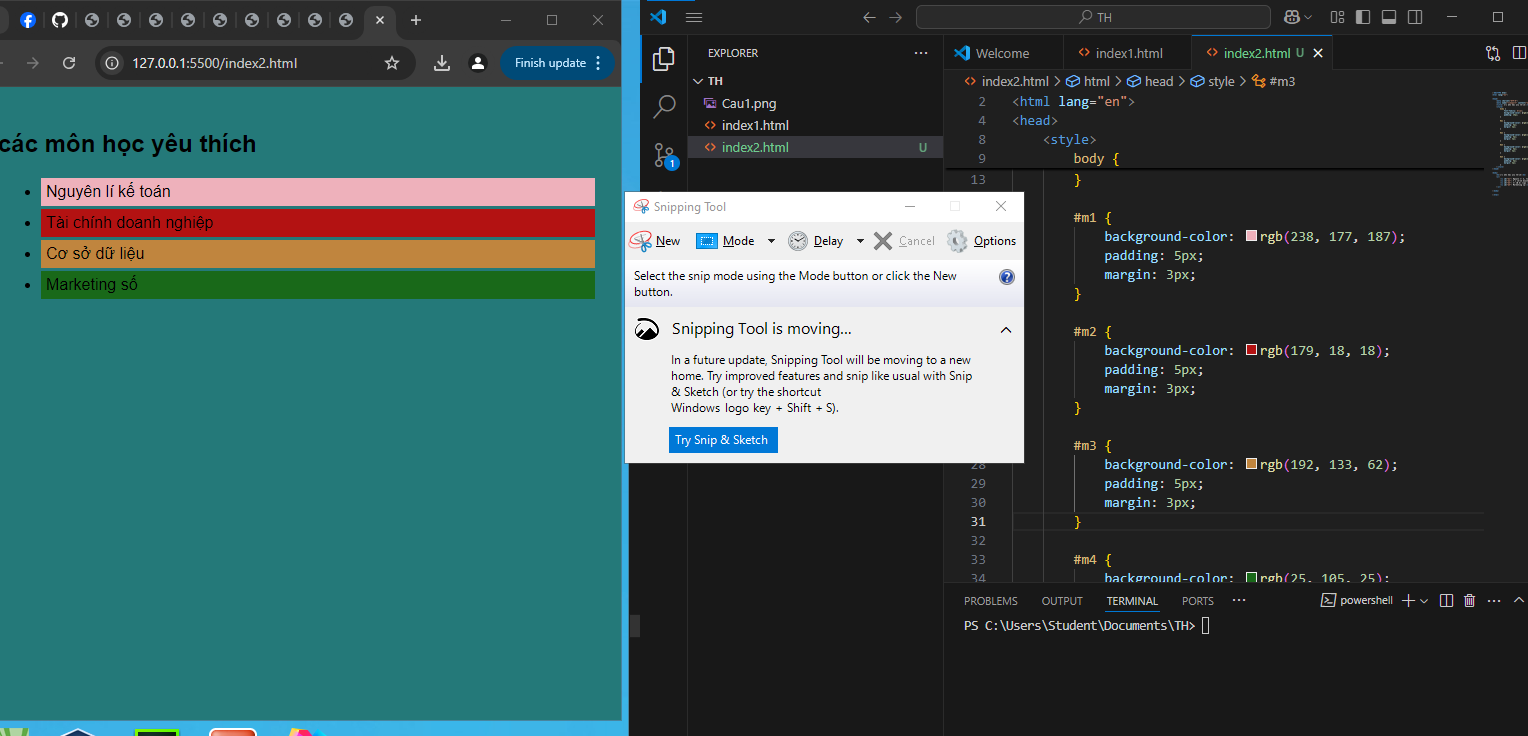 127.0.0.1:5500/index2.html
Finish update
các môn học yêu thích
Nguyên lí kế toán
Tài chính doanh nghiệp
Cơ sở dữ liệu
Marketing số
Snipping Tool
New
Mode
Delay
Cancel
Options
Select the snip mode using the Mode button or click the New
button.
Snipping Tool is moving...
In a future update, Snipping Tool will be moving to a new
home. Try improved features and snip like usual with Snip
& Sketch (or try the shortcut
Windows logo key + Shift + S).
Try Snip & Sketch
TH
EXPLORER
TH
Cau1.png
index1.html
index2.html U
1
Welcome
index1.html
index2.html U
index2.html > html > head > style > #m3
2 <html lang="en">
4 <head>
8 <style>
9 body {
13 }
#m1 {
background-color: rgb(238, 177, 187);
padding: 5px;
margin: 3px;
}
#m2 {
background-color: rgb(179, 18, 18);
padding: 5px;
margin: 3px;
}
#m3 {
28 background-color: rgb(192, 133, 62);
29 padding: 5px;
30 margin: 3px;
31 }
32
33 #m4 {
34 background-color: rgb(25, 105, 25);
PROBLEMS OUTPUT TERMINAL PORTS
powershell
PS C:\Users\Student\Documents\TH>